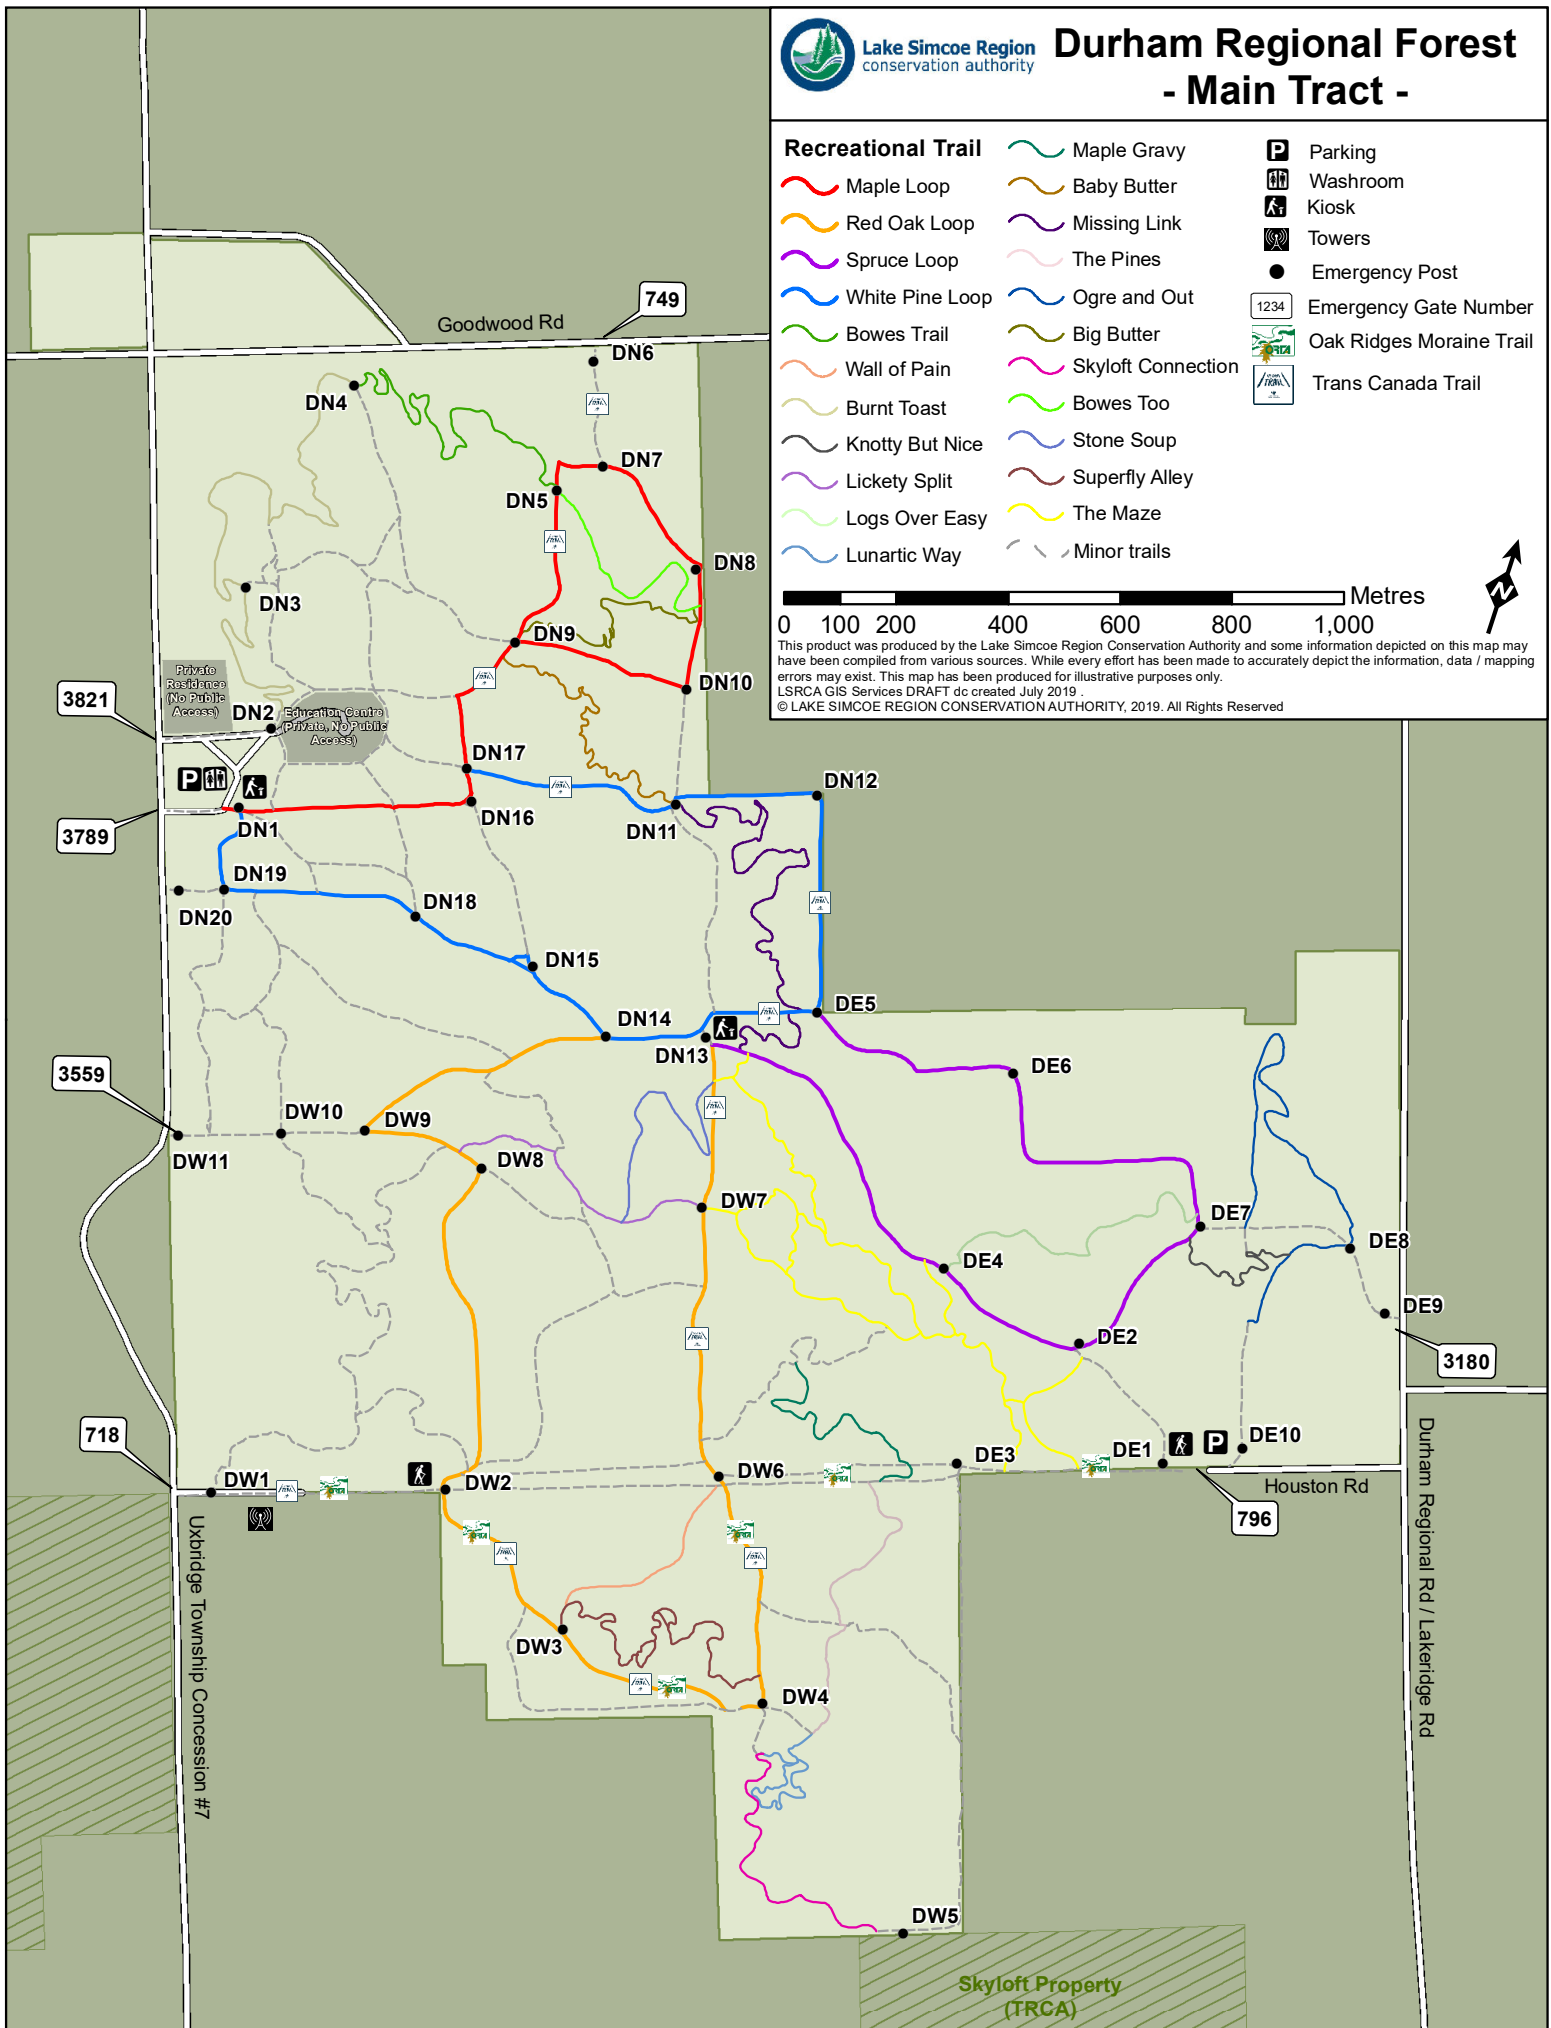 Lake Simcoe Region
conservation authority
Durham Regional Forest
- Main Tract -
Recreational Trail
Maple Loop
Red Oak Loop
Spruce Loop
White Pine Loop
Bowes Trail
Wall of Pain
Burnt Toast
Knotty But Nice
Lickety Split
Logs Over Easy
Lunartic Way
Maple Gravy
Baby Butter
Missing Link
The Pines
Ogre and Out
Big Butter
Skyloft Connection
Bowes Too
Stone Soup
Superfly Alley
The Maze
Minor trails
Parking
Washroom
Kiosk
Towers
Emergency Post
1234
Emergency Gate Number
ORTA
Oak Ridges Moraine Trail
TRAIL
Trans Canada Trail
N
Metres
0 100 200 400 600 800 1,000
This product was produced by the Lake Simcoe Region Conservation Authority and some information depicted on this map may
have been compiled from various sources. While every effort has been made to accurately depict the information, data / mapping
errors may exist. This map has been produced for illustrative purposes only.
LSRCA GIS Services DRAFT dc created July 2019 .
© LAKE SIMCOE REGION CONSERVATION AUTHORITY, 2019. All Rights Reserved
749
Goodwood Rd
DN6
DN4
DN7
DN5
DN8
DN3
DN9
Private
Residence
(No Public
Access)
DN10
3821
DN2
Education Centre
(Private, No Public
Access)
DN17
P
DN12
DN16
DN11
DN1
3789
DN19
DN18
DN20
DN15
DE5
DN14
DN13
DE6
3559
DW10
DW9
DW11
DW8
DW7
DE7
DE8
DE4
DE9
DE2
3180
718
DE10
DE1
P
DE3
DW1
DW2
DW6
Houston Rd
796
Uxbridge Township Concession #7
Durham Regional Rd / Lakeridge Rd
DW3
DW4
DW5
Skyloft Property
(TRCA)